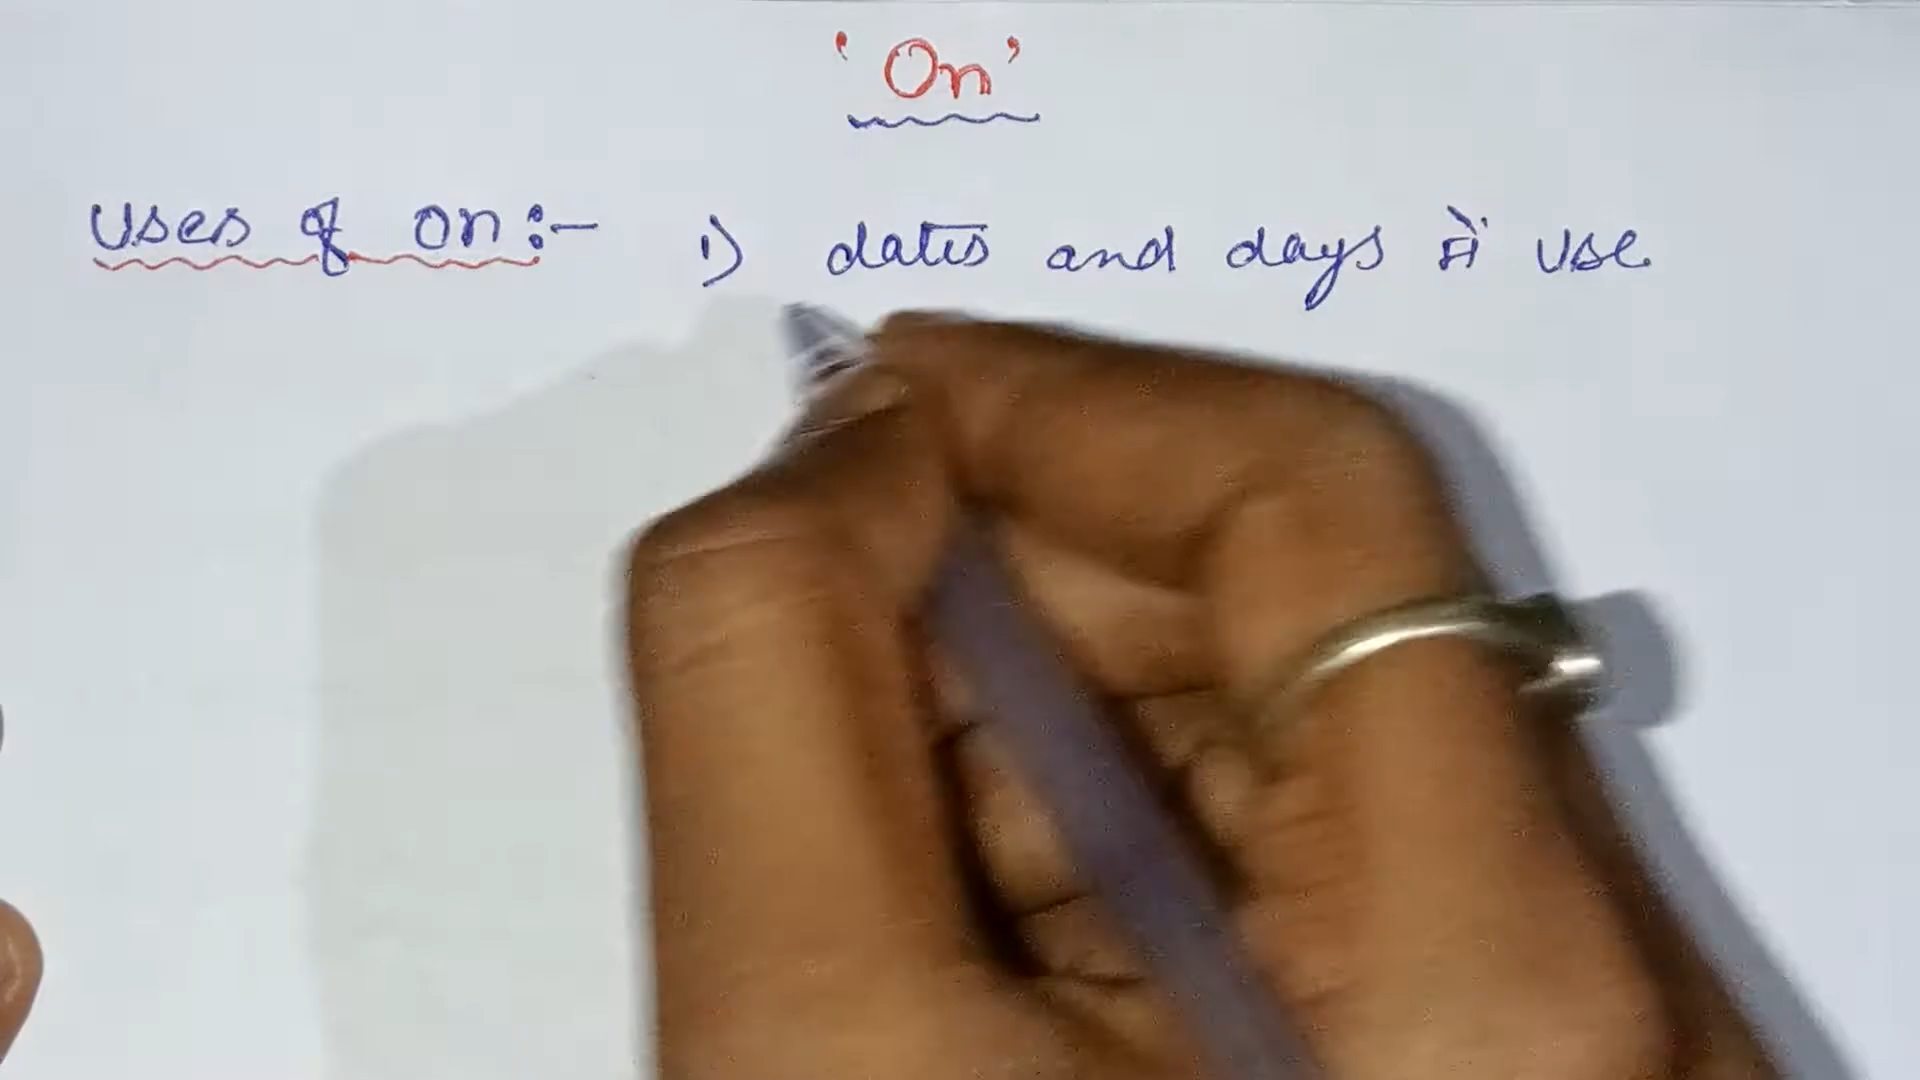 'On'
Uses of on:- 1) dates and days में use